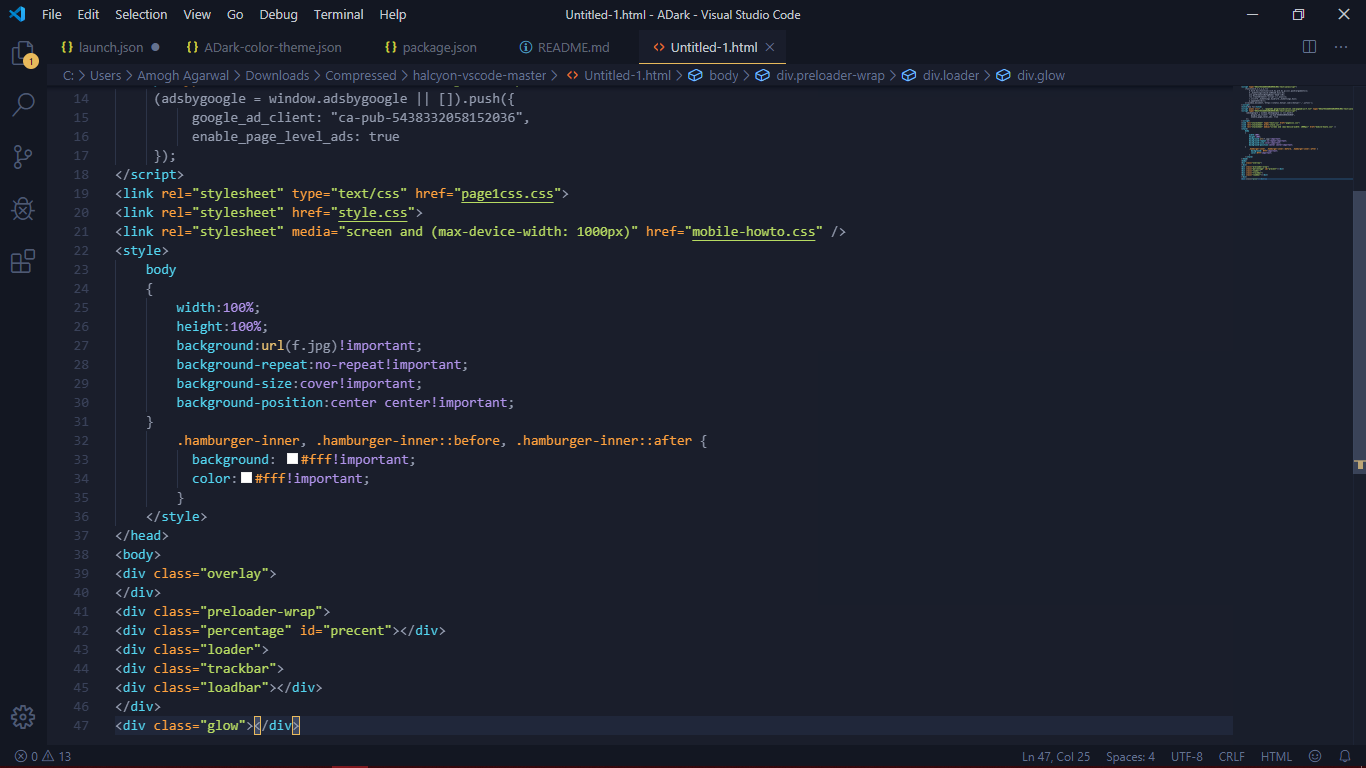 File Edit Selection View Go Debug Terminal Help Untitled-1.html - ADark - Visual Studio Code
{} launch.json ● {} ADark-color-theme.json {} package.json README.md <> Untitled-1.html ×
C: > Users > Amogh Agarwal > Downloads > Compressed > halcyon-vscode-master > <> Untitled-1.html > body > div.preloader-wrap > div.loader > div.glow
1
14 (adsbygoogle = window.adsbygoogle || []).push({
15 google_ad_client: "ca-pub-5438332058152036",
16 enable_page_level_ads: true
17 });
18 </script>
19 <link rel="stylesheet" type="text/css" href="page1css.css">
20 <link rel="stylesheet" href="style.css">
21 <link rel="stylesheet" media="screen and (max-device-width: 1000px)" href="mobile-howto.css" />
22 <style>
23 body
24 {
25 width:100%;
26 height:100%;
27 background:url(f.jpg)!important;
28 background-repeat:no-repeat!important;
29 background-size:cover!important;
30 background-position:center center!important;
31 }
32 .hamburger-inner, .hamburger-inner::before, .hamburger-inner::after {
33 background: #fff!important;
34 color:#fff!important;
35 }
36 </style>
37 </head>
38 <body>
39 <div class="overlay">
40 </div>
41 <div class="preloader-wrap">
42 <div class="percentage" id="precent"></div>
43 <div class="loader">
44 <div class="trackbar">
45 <div class="loadbar"></div>
46 </div>
47 <div class="glow"></div>
0 13 Ln 47, Col 25 Spaces: 4 UTF-8 CRLF HTML